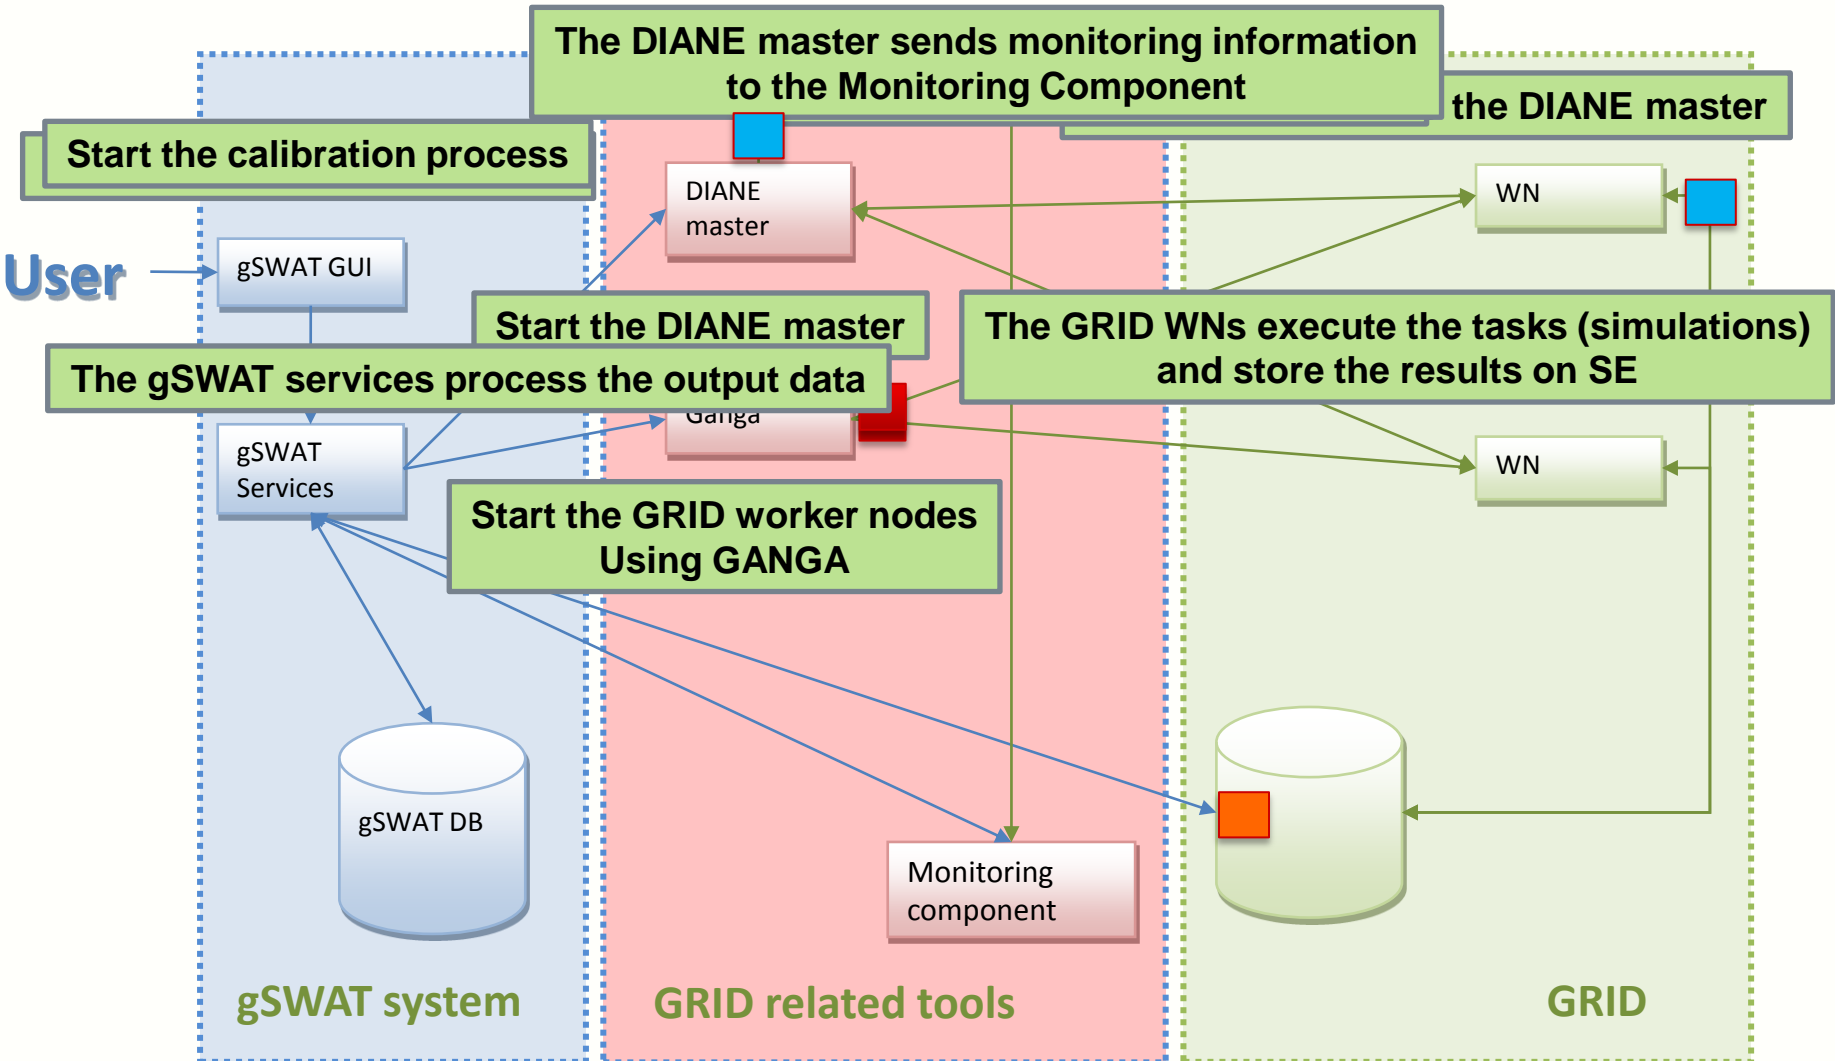 The DIANE master sends monitoring information
to the Monitoring Component
the DIANE master
Start the calibration process
DIANE
master
WN
User
gSWAT GUI
Start the DIANE master
The GRID WNs execute the tasks (simulations)
and store the results on SE
The gSWAT services process the output data
Ganga
gSWAT
Services
WN
Start the GRID worker nodes
Using GANGA
gSWAT DB
Monitoring
component
gSWAT system
GRID related tools
GRID